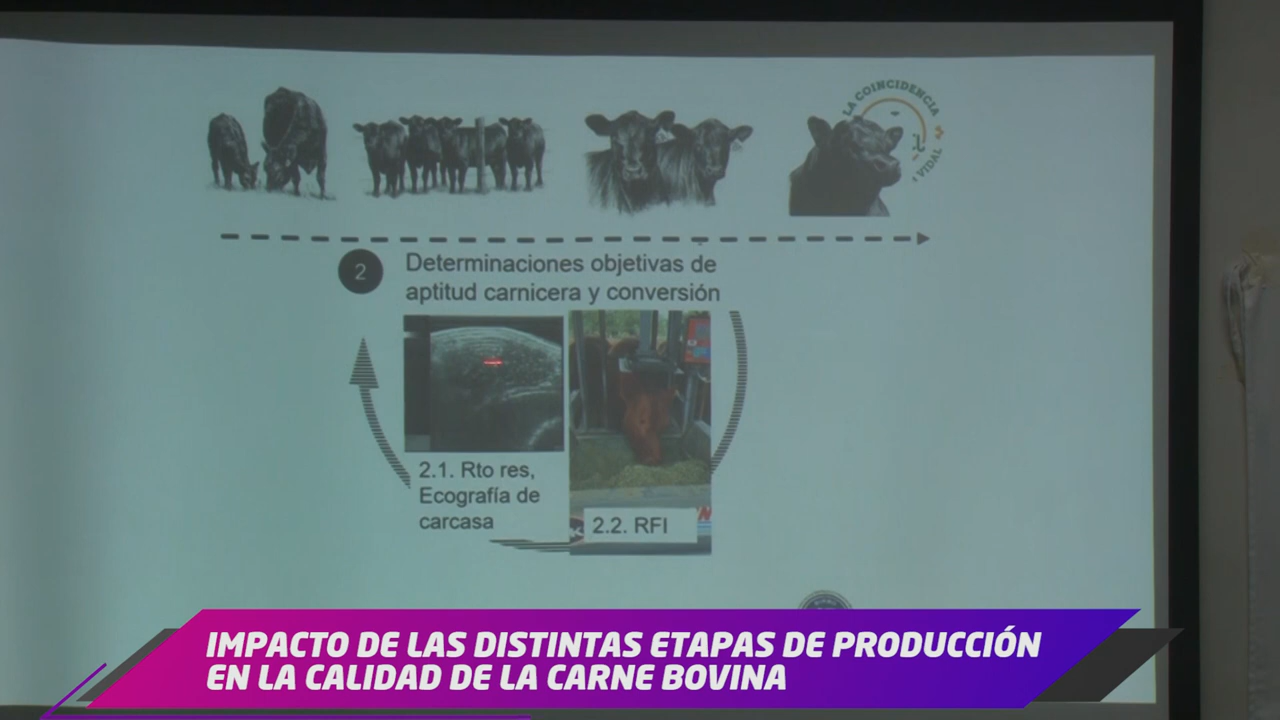 LA COINCIDENCIA
VIDAL
2
Determinaciones objetivas de
aptitud carnicera y conversión
2.1. Rto res,
Ecografía de
carcasa
2.2. RFI
IMPACTO DE LAS DISTINTAS ETAPAS DE PRODUCCIÓN
EN LA CALIDAD DE LA CARNE BOVINA